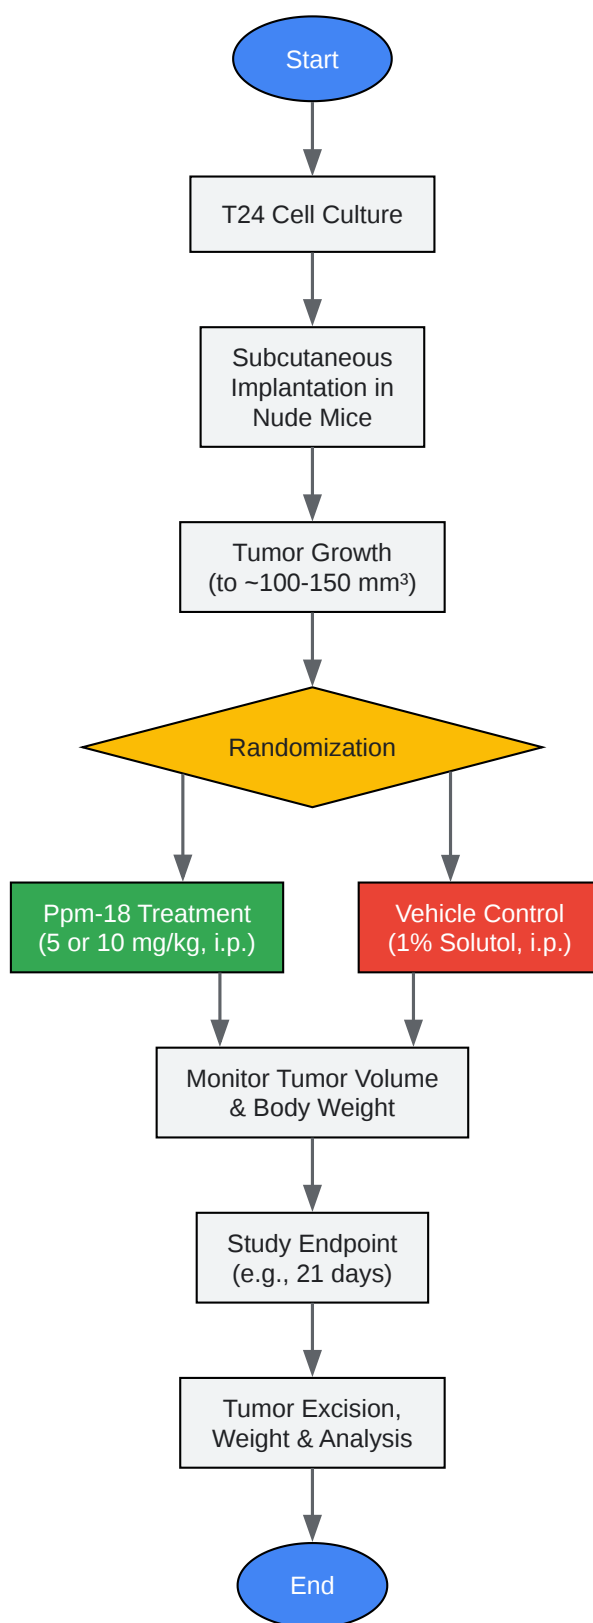 Start
T24 Cell Culture
Subcutaneous
Implantation in
Nude Mice
Tumor Growth
(to ~100-150 mm³)
Randomization
Ppm-18 Treatment
(5 or 10 mg/kg, i.p.)
Vehicle Control
(1% Solutol, i.p.)
Monitor Tumor Volume
& Body Weight
Study Endpoint
(e.g., 21 days)
Tumor Excision,
Weight & Analysis
End